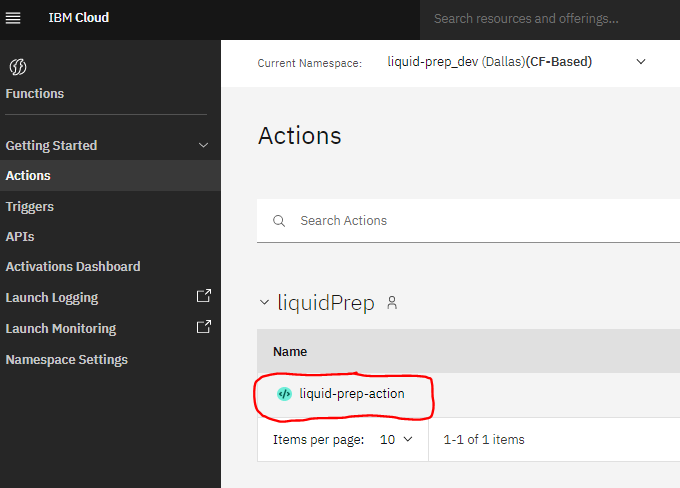 IBM Cloud
Search resources and offerings...
Functions
Getting Started
Actions
Triggers
APIs
Activations Dashboard
Launch Logging
Launch Monitoring
Namespace Settings
Current Namespace: liquid-prep_dev (Dallas)(CF-Based)
Actions
Search Actions
liquidPrep
Name
liquid-prep-action
Items per page: 10
1-1 of 1 items